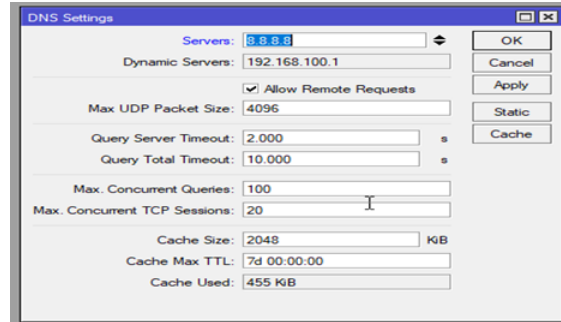 DNS Settings
Servers: 8.8.8.8 OK
Dynamic Servers: 192.168.100.1 Cancel
Allow Remote Requests Apply
Max UDP Packet Size: 4096 Static
Query Server Timeout: 2.000 s Cache
Query Total Timeout: 10.000 s
Max. Concurrent Queries: 100
Max. Concurrent TCP Sessions: 20
Cache Size: 2048 KiB
Cache Max TTL: 7d 00:00:00
Cache Used: 455 KiB